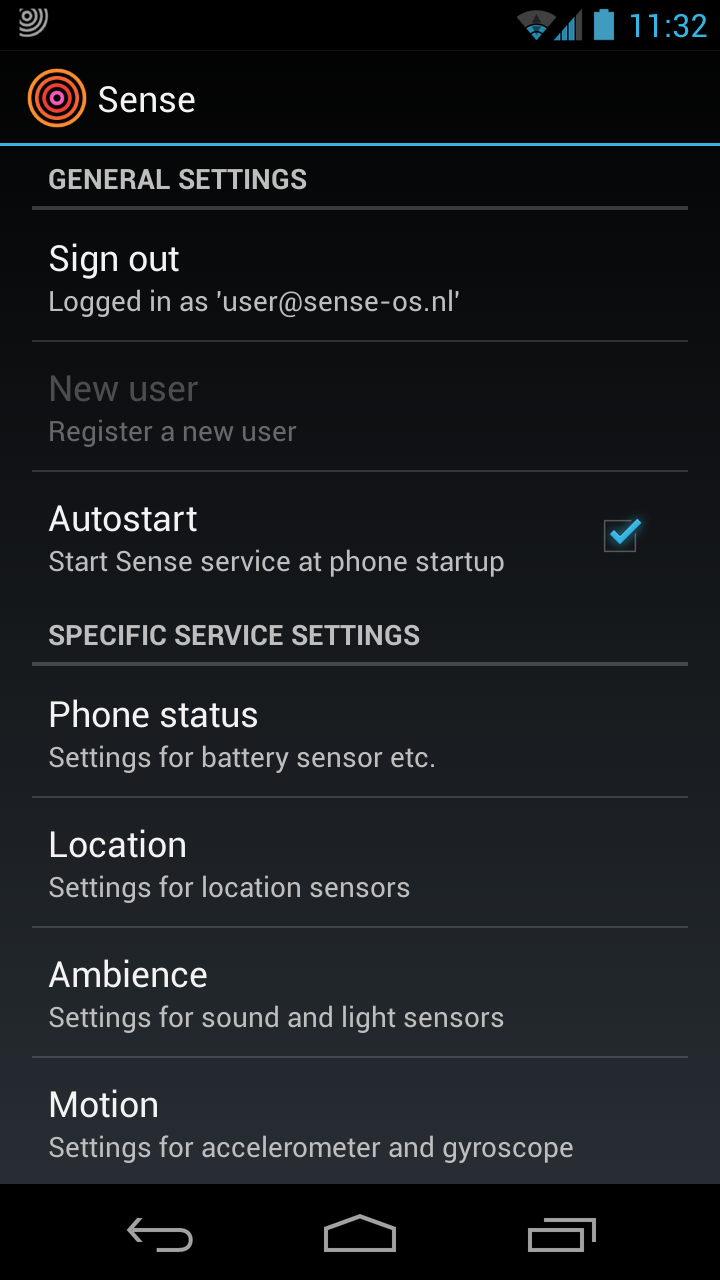 11:32
Sense
GENERAL SETTINGS
Sign out
Logged in as 'user@sense-os.nl'
New user
Register a new user
Autostart
Start Sense service at phone startup
SPECIFIC SERVICE SETTINGS
Phone status
Settings for battery sensor etc.
Location
Settings for location sensors
Ambience
Settings for sound and light sensors
Motion
Settings for accelerometer and gyroscope